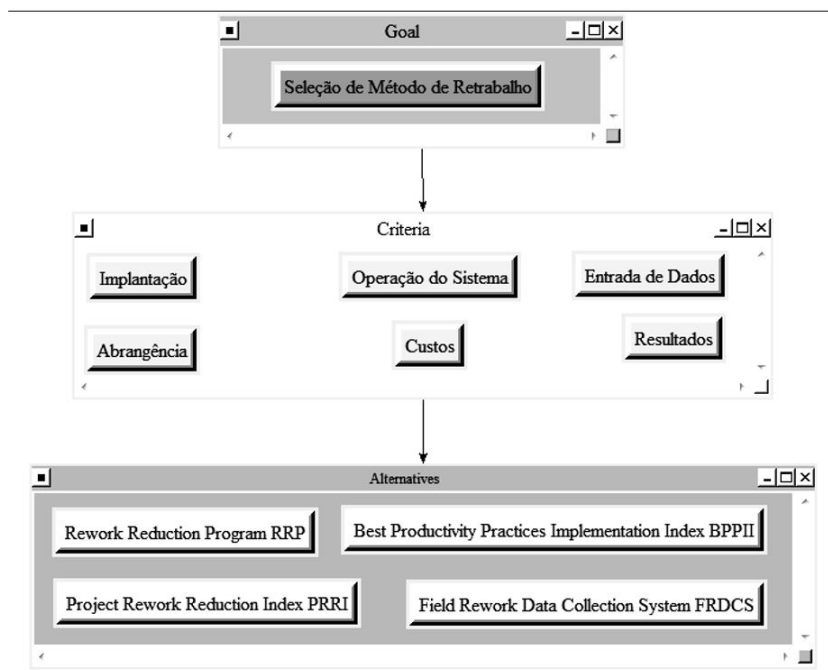 Goal
Seleção de Método de Retrabalho
Criteria
Implantação
Operação do Sistema
Entrada de Dados
Abrangência
Custos
Resultados
Alternatives
Rework Reduction Program RRP
Best Productivity Practices Implementation Index BPPII
Project Rework Reduction Index PRRI
Field Rework Data Collection System FRDCS